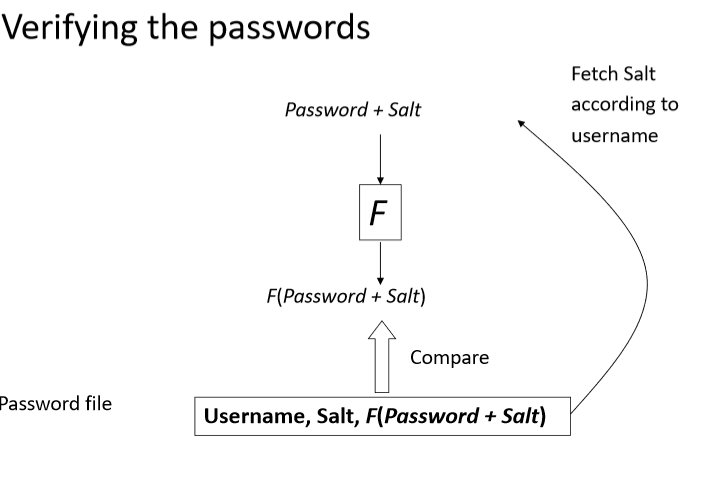 Verifying the passwords
Fetch Salt
according to
username
Password + Salt
F
F(Password + Salt)
Compare
Password file
Username, Salt, F(Password + Salt)